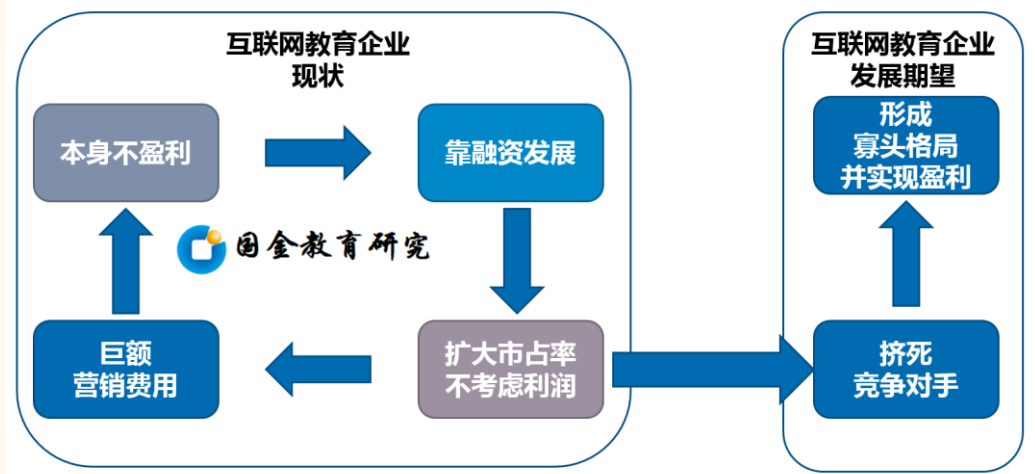 互联网教育企业
现状
本身不盈利
靠融资发展
国金教育研究
巨额
营销费用
扩大市占率
不考虑利润
互联网教育企业
发展期望
形成
寡头格局
并实现盈利
挤死
竞争对手